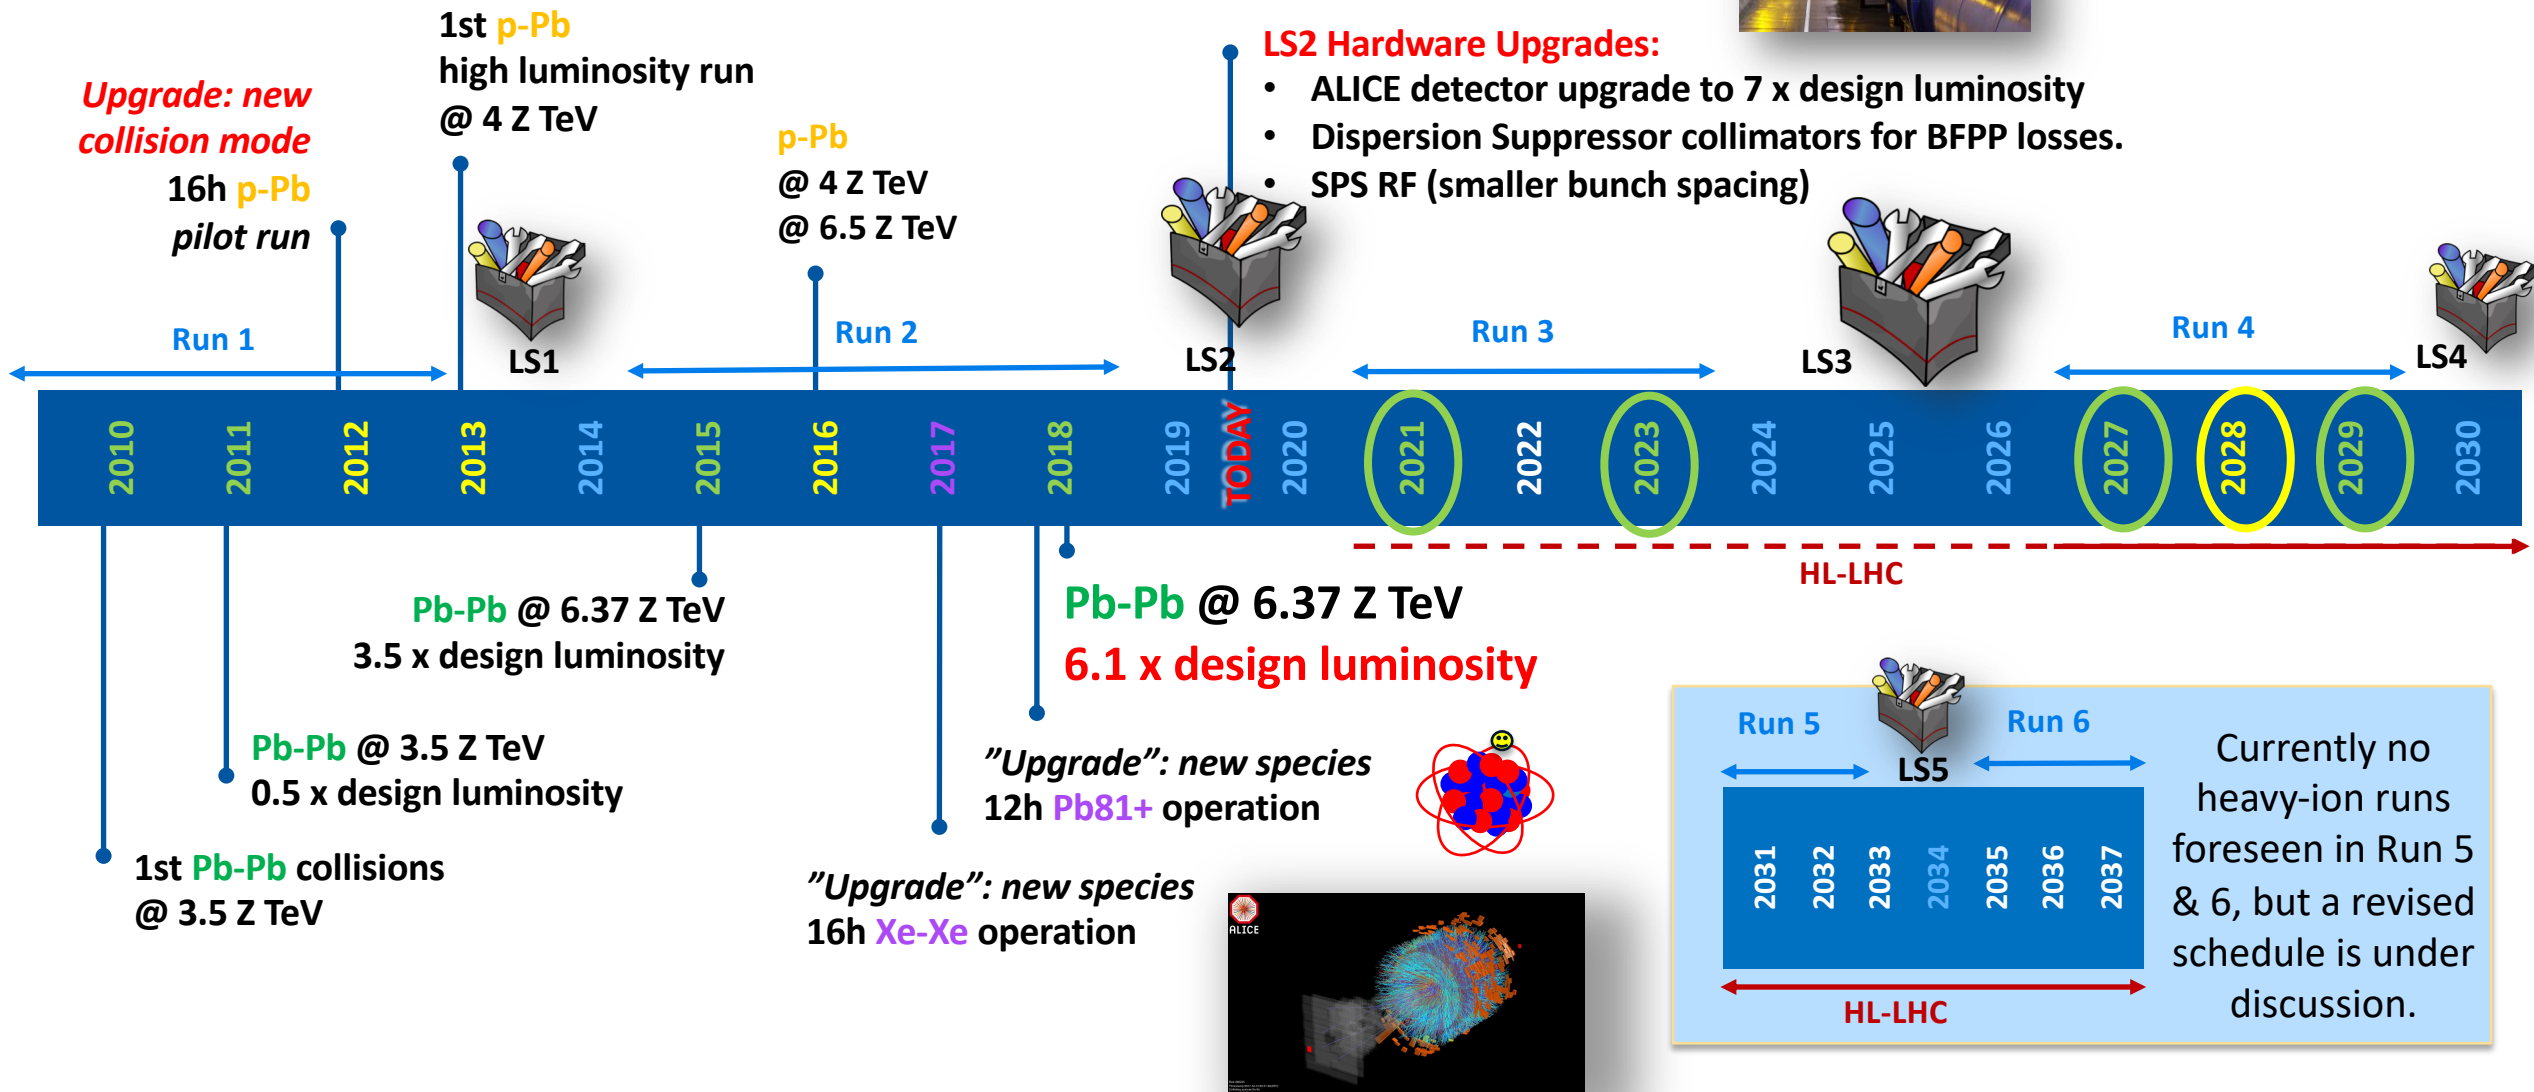 1st p-Pb
high luminosity run
@ 4 Z TeV
Upgrade: new
collision mode
16h p-Pb
pilot run
p-Pb
@ 4 Z TeV
@ 6.5 Z TeV
LS2 Hardware Upgrades:
• ALICE detector upgrade to 7 x design luminosity
• Dispersion Suppressor collimators for BFPP losses.
• SPS RF (smaller bunch spacing)
Run 1
LS1
Run 2
LS2
Run 3
LS3
Run 4
LS4
2010
2011
2012
2013
2014
2015
2016
2017
2018
2019
TODAY
2020
2021
2022
2023
2024
2025
2026
2027
2028
2029
2030
HL-LHC
Pb-Pb @ 6.37 Z TeV
3.5 x design luminosity
Pb-Pb @ 6.37 Z TeV
6.1 x design luminosity
Pb-Pb @ 3.5 Z TeV
0.5 x design luminosity
1st Pb-Pb collisions
@ 3.5 Z TeV
”Upgrade”: new species
12h Pb81+ operation
”Upgrade”: new species
16h Xe-Xe operation
ALICE
Run 5
LS5
Run 6
2031
2032
2033
2034
2035
2036
2037
HL-LHC
Currently no
heavy-ion runs
foreseen in Run 5
& 6, but a revised
schedule is under
discussion.